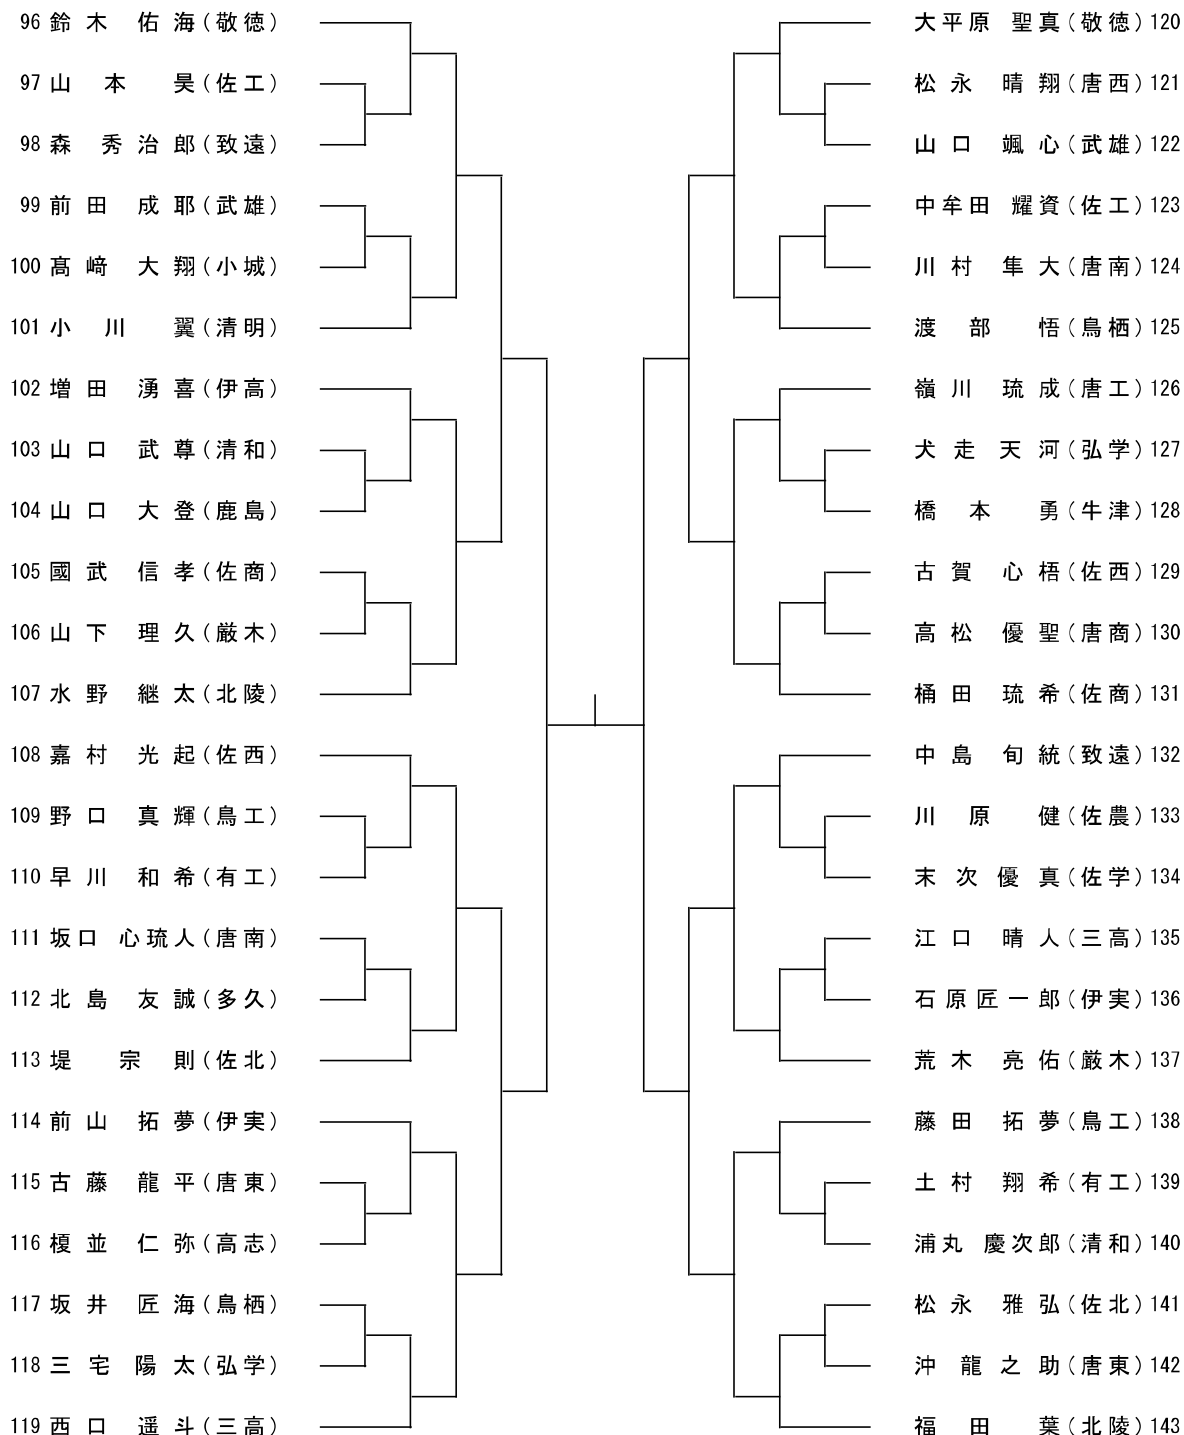 96 鈴木 佑海(敬徳)
97 山本 昊(佐工)
98 森 秀治郎(致遠)
99 前田 成耶(武雄)
100 髙﨑 大翔(小城)
101 小川 翼(清明)
102 増田 湧喜(伊高)
103 山口 武尊(清和)
104 山口 大登(鹿島)
105 國武 信孝(佐商)
106 山下 理久(厳木)
107 水野 継太(北陵)
108 嘉村 光起(佐西)
109 野口 真輝(鳥工)
110 早川 和希(有工)
111 坂口 心琉人(唐南)
112 北島 友誠(多久)
113 堤 宗則(佐北)
114 前山 拓夢(伊実)
115 古藤 龍平(唐東)
116 榎並 仁弥(高志)
117 坂井 匠海(鳥栖)
118 三宅 陽太(弘学)
119 西口 遥斗(三高)
大平原 聖真(敬徳)120
松永 晴翔(唐西)121
山口 颯心(武雄)122
中牟田 耀資(佐工)123
川村 隼大(唐南)124
渡部 悟(鳥栖)125
嶺川 琉成(唐工)126
犬走 天河(弘学)127
橋本 勇(牛津)128
古賀 心梧(佐西)129
高松 優聖(唐商)130
桶田 琉希(佐商)131
中島 旬統(致遠)132
川原 健(佐農)133
末次 優真(佐学)134
江口 晴人(三高)135
石原 匠一郎(伊実)136
荒木 亮佑(厳木)137
藤田 拓夢(鳥工)138
土村 翔希(有工)139
浦丸 慶次郎(清和)140
松永 雅弘(佐北)141
沖 龍之助(唐東)142
福田 葉(北陵)143